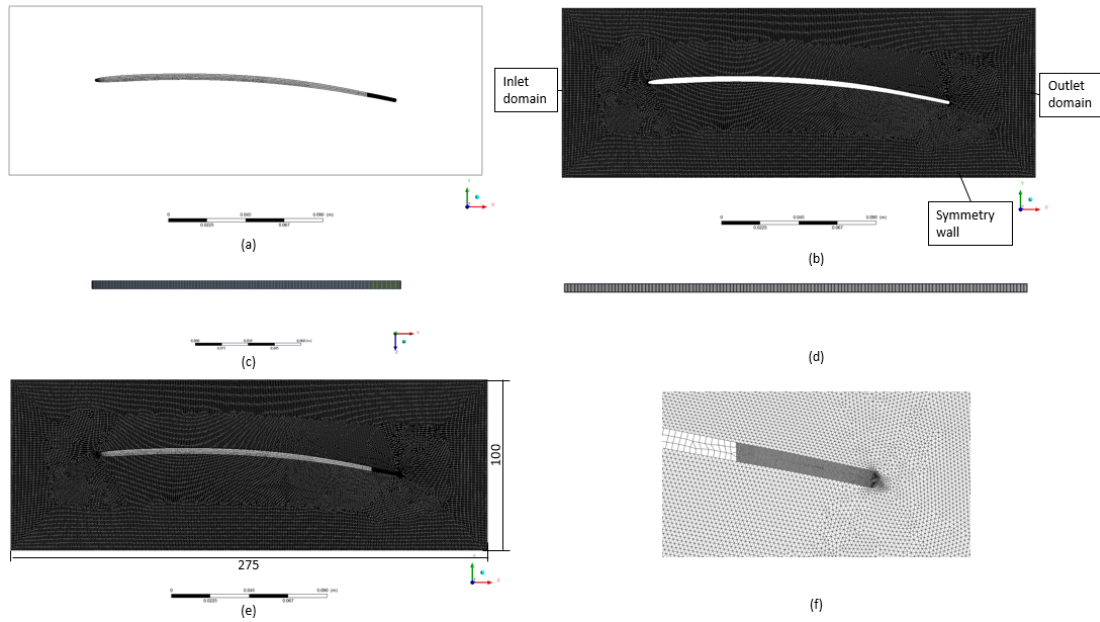 0
0.045
0.090 (m)
0.0225
0.067
Y
X
(a)
Inlet
domain
Outlet
domain
Symmetry
wall
0
0.045
0.090 (m)
0.0225
0.067
Y
X
(b)
X
Z
(c)
(d)
100
275
0
0.045
0.090 (m)
0.0225
0.067
Y
X
(e)
(f)